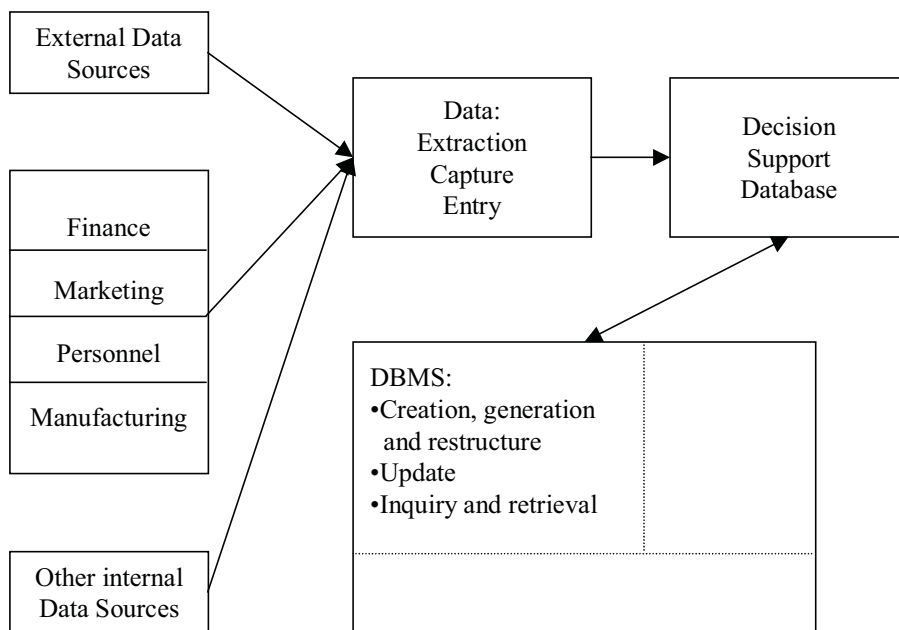 External Data
Sources
Finance
Marketing
Personnel
Manufacturing
Other internal
Data Sources
Data:
Extraction
Capture
Entry
Decision
Support
Database
DBMS:
•Creation, generation
and restructure
•Update
•Inquiry and retrieval